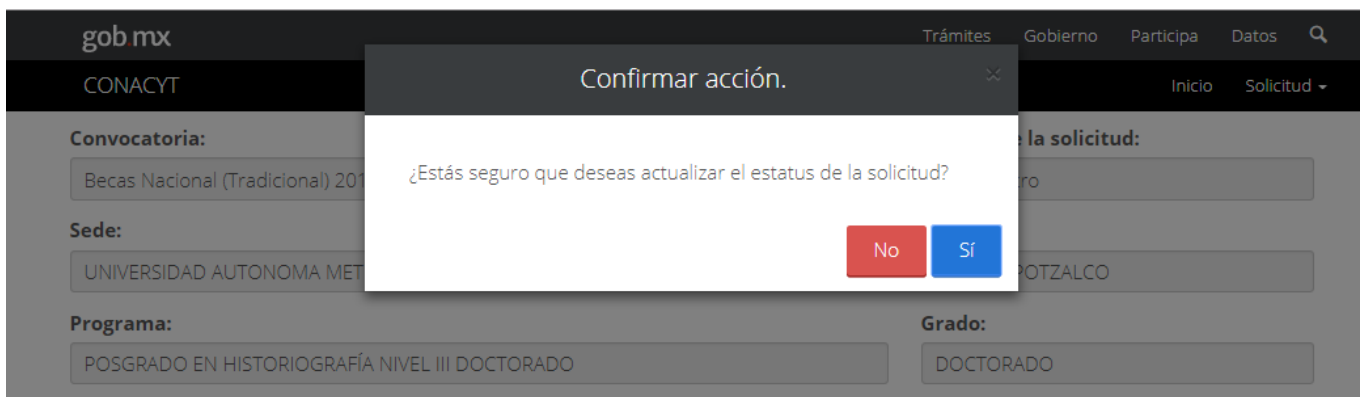 gob.mx
Trámites Gobierno Participa Datos
CONACYT
Inicio Solicitud
Confirmar acción.
¿Estás seguro que deseas actualizar el estatus de la solicitud?
No Sí
Convocatoria:
la solicitud:
Becas Nacional (Tradicional) 201
Sede:
UNIVERSIDAD AUTONOMA MET
POTZALCO
Programa: Grado:
POSGRADO EN HISTORIOGRAFÍA NIVEL III DOCTORADO DOCTORADO